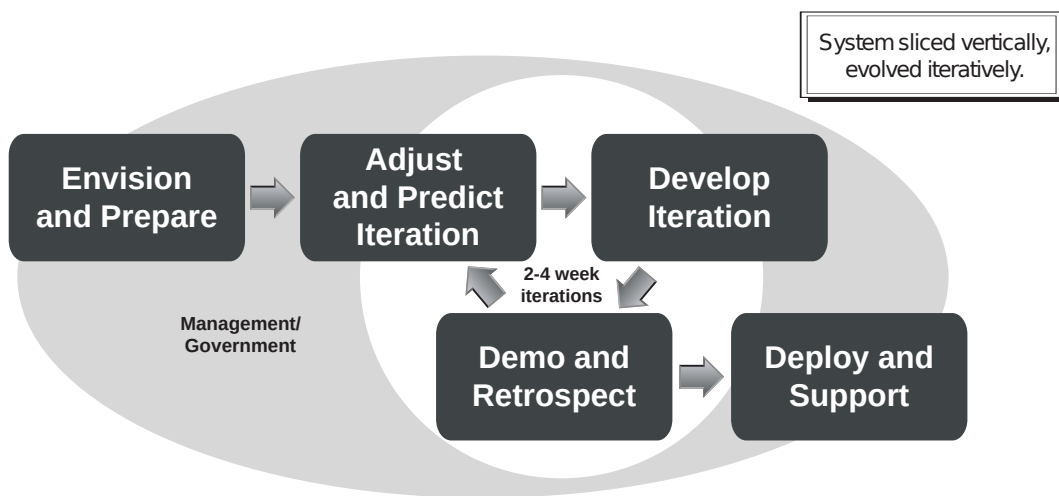 System sliced vertically,
evolved iteratively.
Envision
and Prepare
Adjust
and Predict
Iteration
Develop
Iteration
2-4 week
iterations
Management/
Government
Demo and
Retrospect
Deploy and
Support